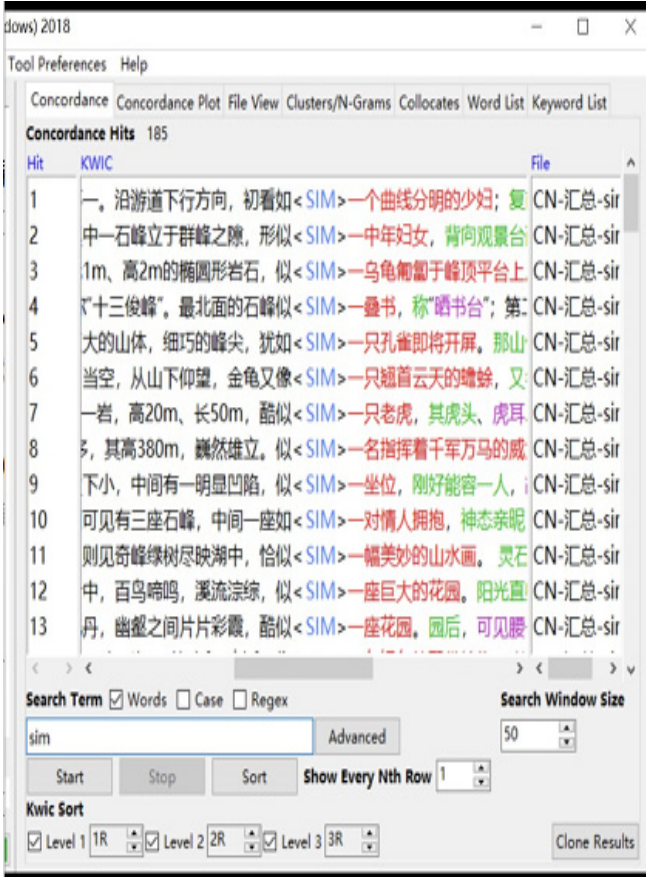 dows) 2018
Tool Preferences Help
Concordance Concordance Plot File View Clusters/N-Grams Collocates Word List Keyword List
Concordance Hits 185
Hit KWIC File
1 一。沿游道下行方向，初看如<SIM>一个曲线分明的少妇；复 CN-汇总-sir
2 中一石峰立于群峰之隙，形似<SIM>一中年妇女，背向观景台 CN-汇总-sir
3 1m、高2m的椭圆形岩石，似<SIM>一乌龟匍匐于峰顶平台上 CN-汇总-sir
4 "十三俊峰"。最北面的石峰似<SIM>一叠书，称"晒书台"；第二 CN-汇总-sir
5 大的山体，细巧的峰尖，犹如<SIM>一只孔雀即将开屏。那山 CN-汇总-sir
6 当空，从山下仰望，金龟又像<SIM>一只翘首云天的蟾蜍，又 CN-汇总-sir
7 一岩，高20m、长50m，酷似<SIM>一只老虎，其虎头、虎耳 CN-汇总-sir
8 其高380m，巍然雄立。似<SIM>一名指挥着千军万马的威 CN-汇总-sir
9 下小，中间有一明显凹陷，似<SIM>一坐位，刚好能容一人， CN-汇总-sir
10 可见有三座石峰，中间一座如<SIM>一对情人拥抱，神态亲昵 CN-汇总-sir
11 则见奇峰绿树尽映湖中，恰似<SIM>一幅美妙的山水画。灵石 CN-汇总-sir
12 中，百鸟啼鸣，溪流淙综，似<SIM>一座巨大的花园。阳光直 CN-汇总-sir
13 丹，幽壑之间片片彩霞，酷似<SIM>一座花园。园后，可见腰 CN-汇总-sir
Search Term Words Case Regex Search Window Size
sim Advanced 50
Start Stop Sort Show Every Nth Row 1
Kwic Sort
Level 1 1R Level 2 2R Level 3 3R Clone Results